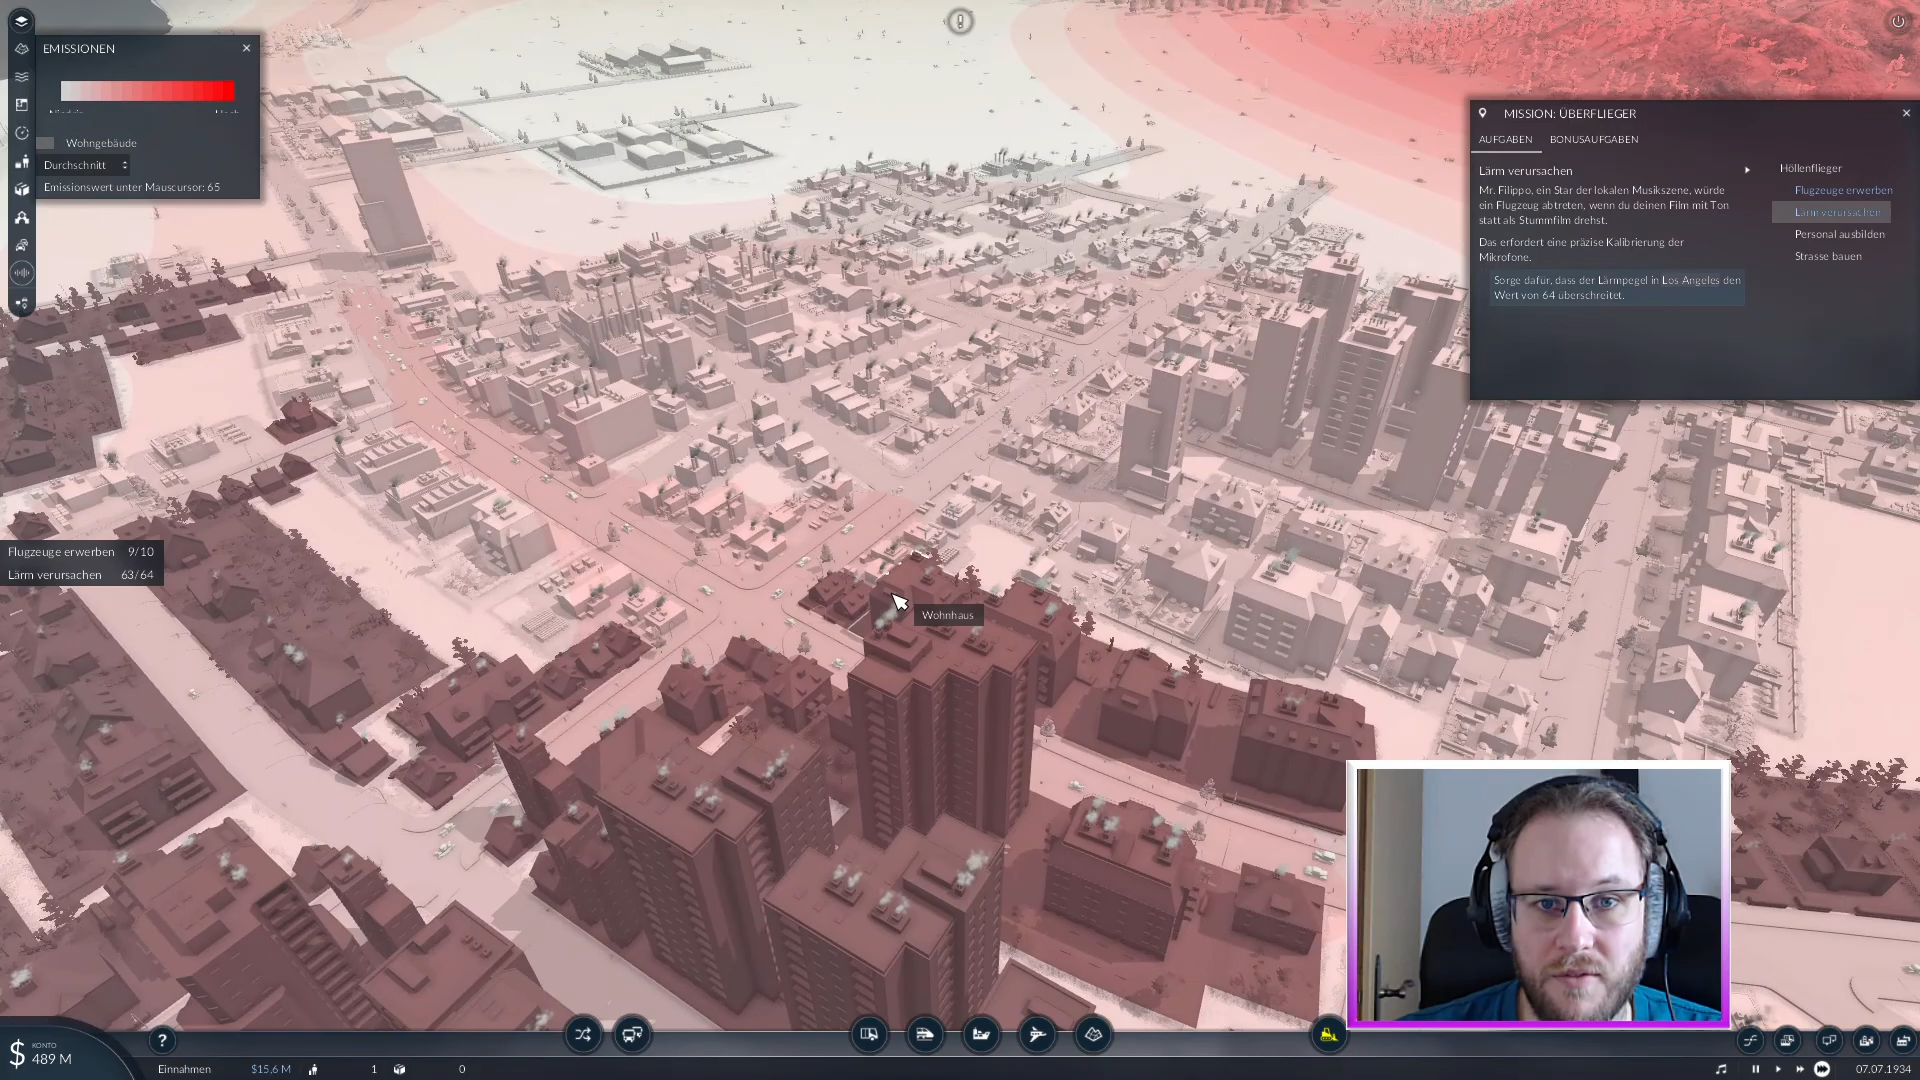 EMISSIONEN
Wohngebäude
Durchschnitt
Emissionswert unter Mauscursor: 65
MISSION: ÜBERFLIEGER
AUFGABEN BONUSAUFGABEN
Lärm verursachen
Mr. Filippo, ein Star der lokalen Musikszene, würde
ein Flugzeug abtreten, wenn du deinen Film mit Ton
statt als Stummfilm drehst.
Das erfordert eine präzise Kalibrierung der
Mikrofone.
Sorge dafür, dass der Lärmpegel in Los Angeles den
Wert von 64 überschreitet.
Höllenflieger
Flugzeuge erwerben
Lärm verursachen
Personal ausbilden
Strasse bauen
Flugzeuge erwerben 9/10
Lärm verursachen 63/64
Wohnhaus
$ KONTO
489 M
?
Einnahmen $15,6 M 1 0
07.07.1934